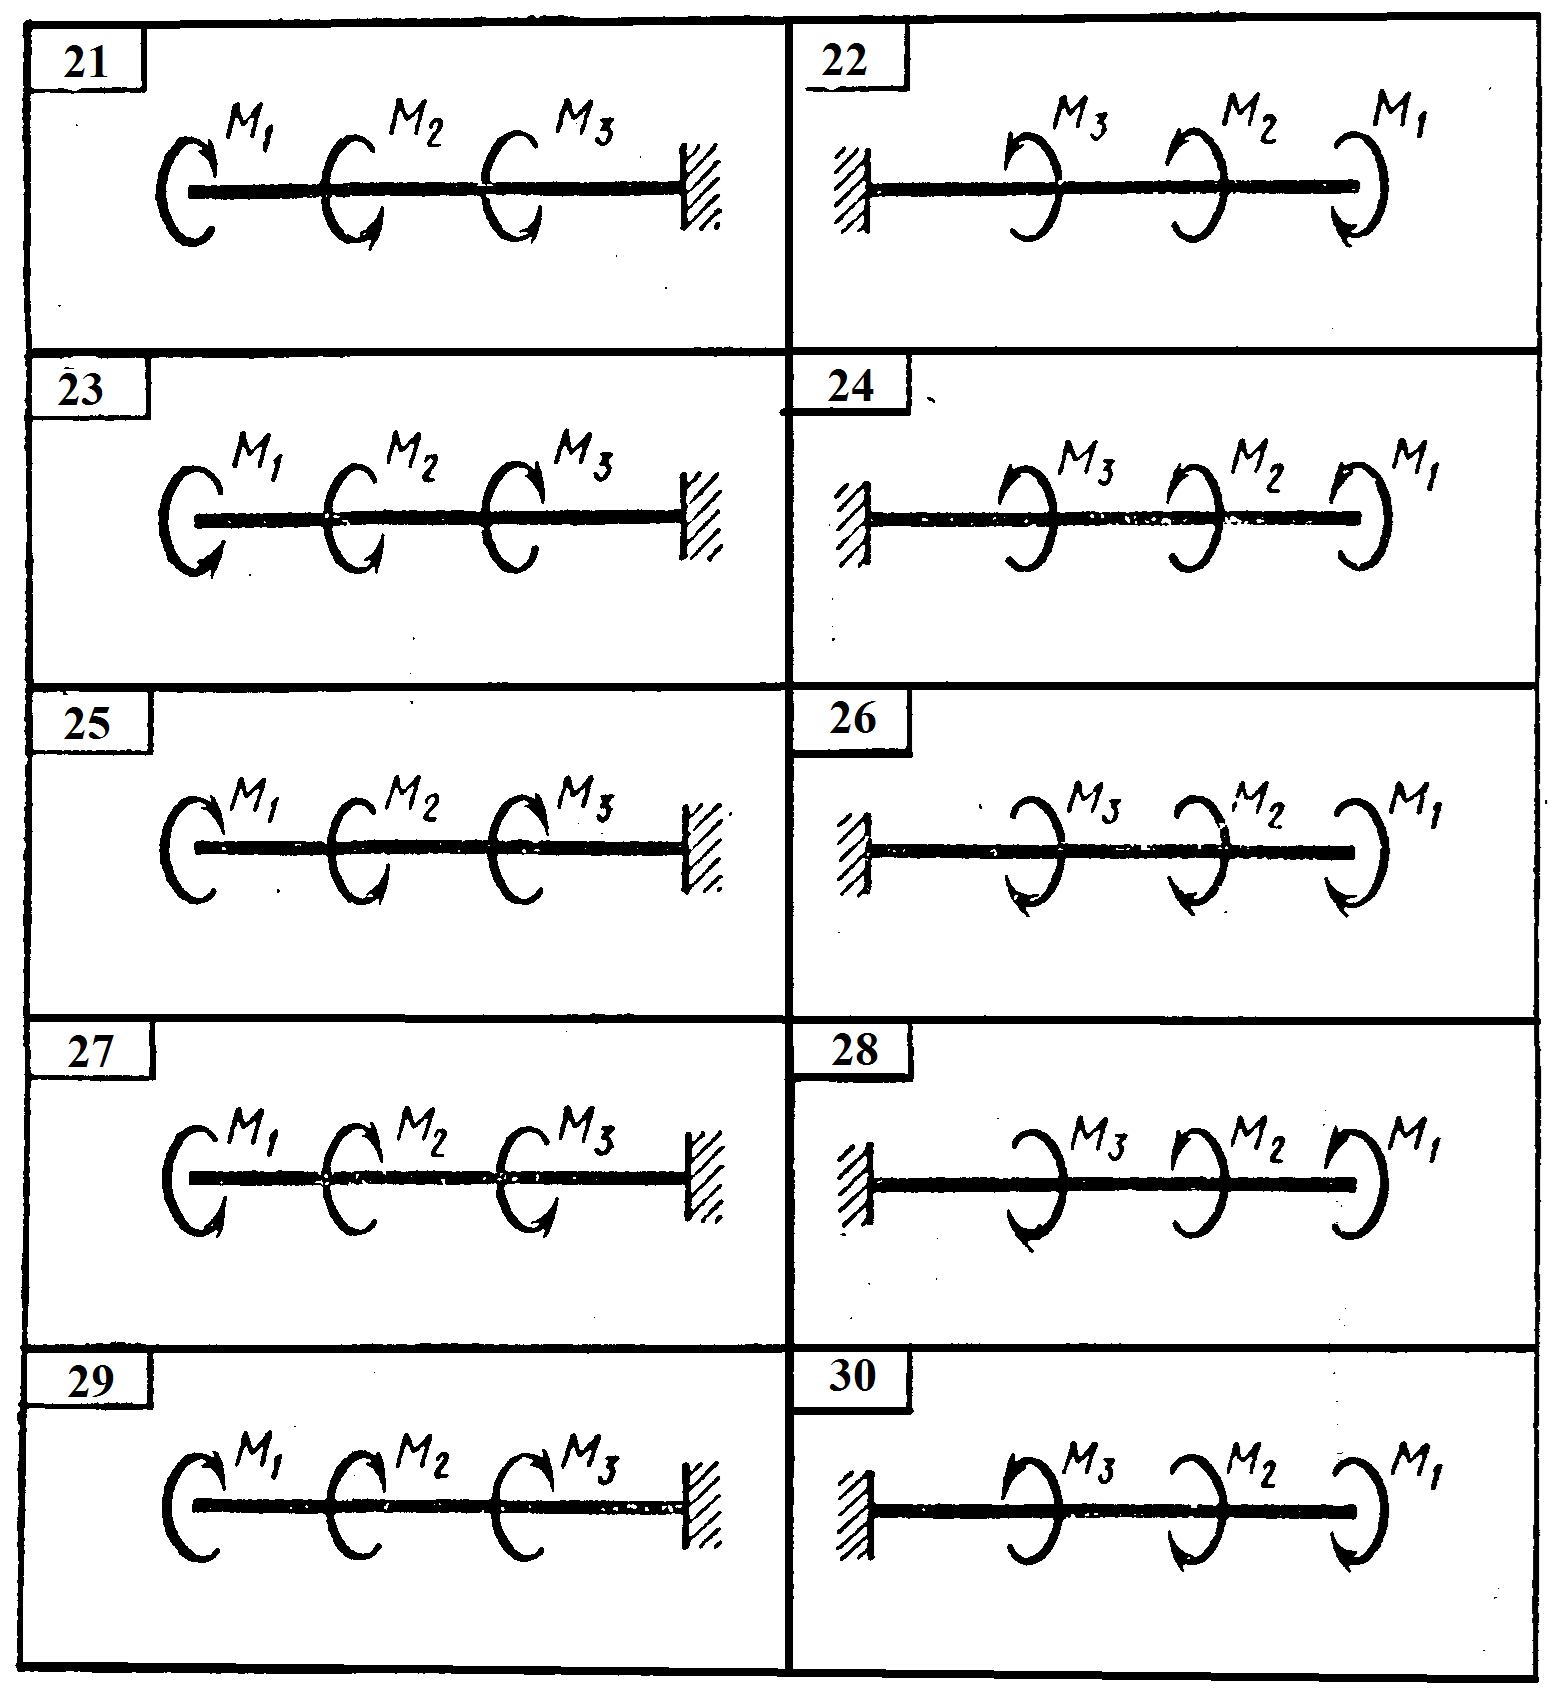 21
M₁ M₂ M₃
22
M₃ M₂ M₁
23
M₁ M₂ M₃
24
M₃ M₂ M₁
25
M₁ M₂ M₃
26
M₃ M₂ M₁
27
M₁ M₂ M₃
28
M₃ M₂ M₁
29
M₁ M₂ M₃
30
M₃ M₂ M₁